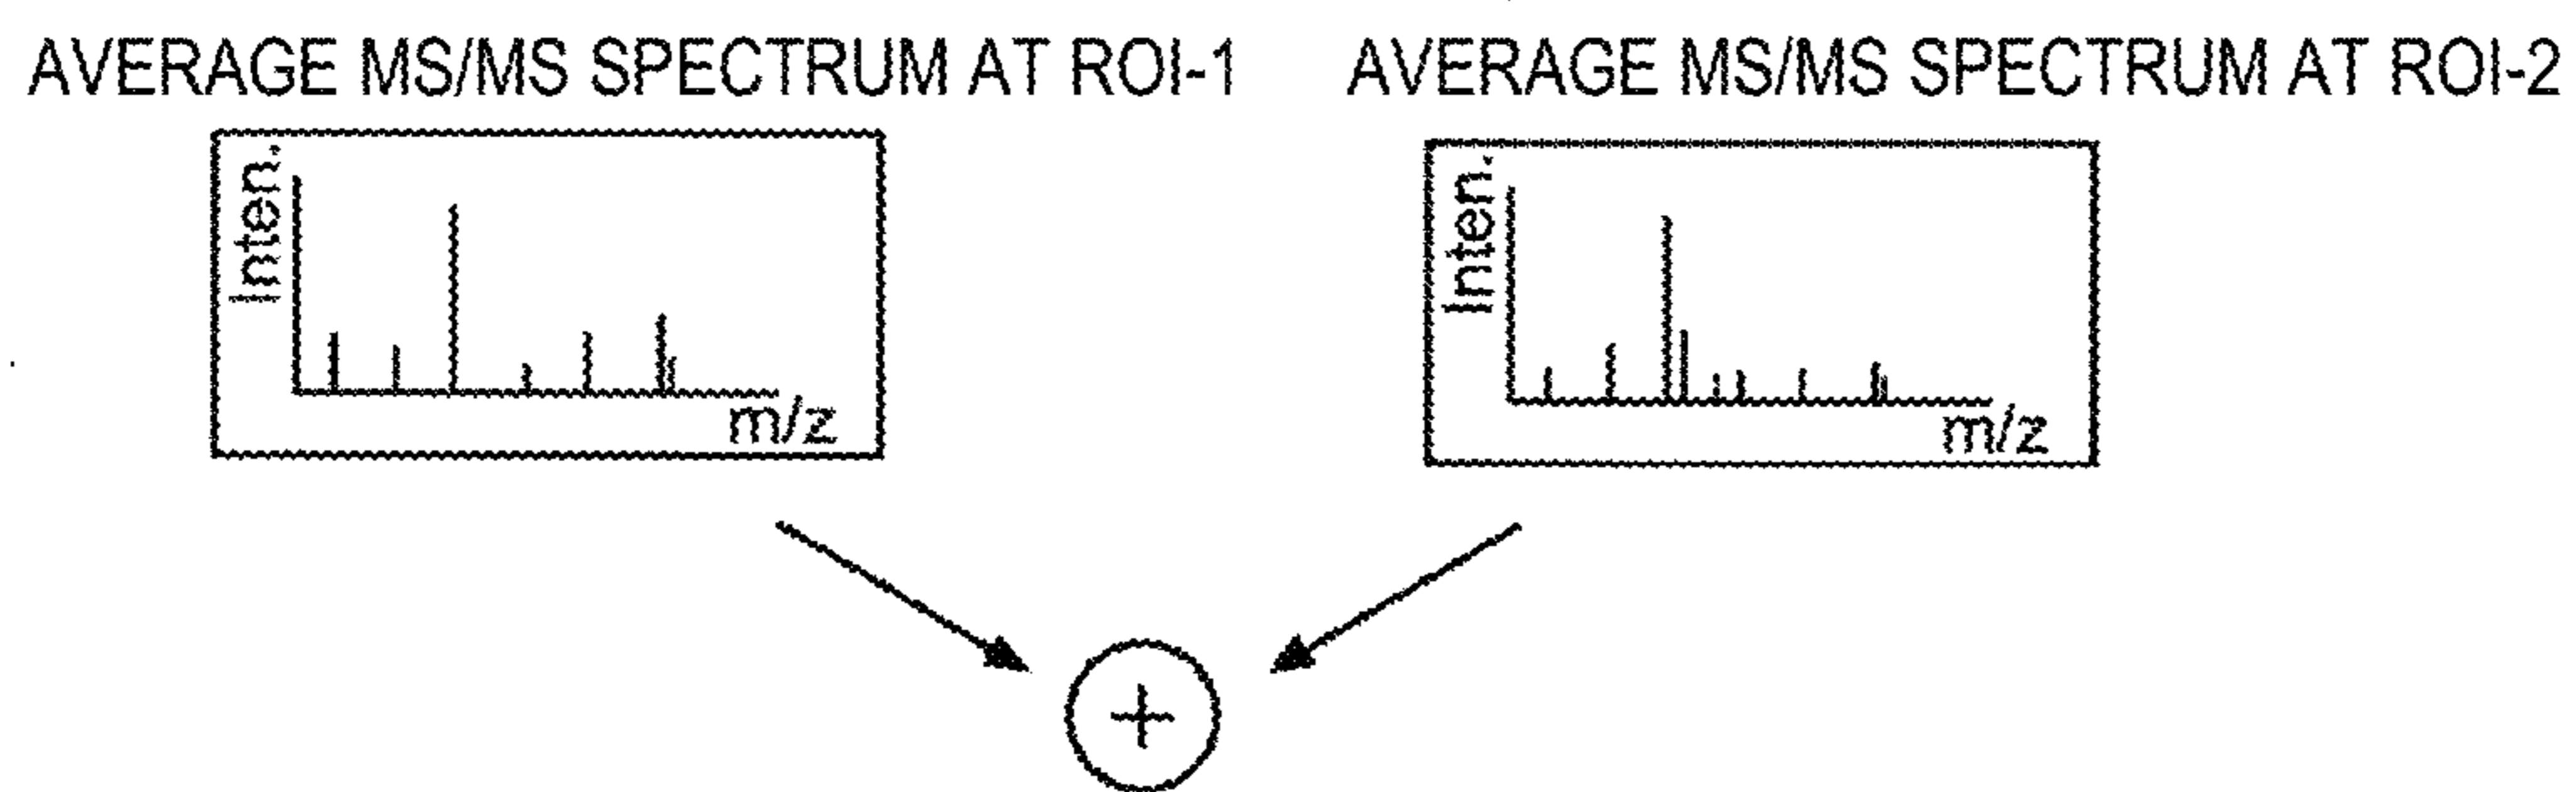 AVERAGE MS/MS SPECTRUM AT ROI-1
AVERAGE MS/MS SPECTRUM AT ROI-2
Inten.
m/z
Inten.
m/z
+